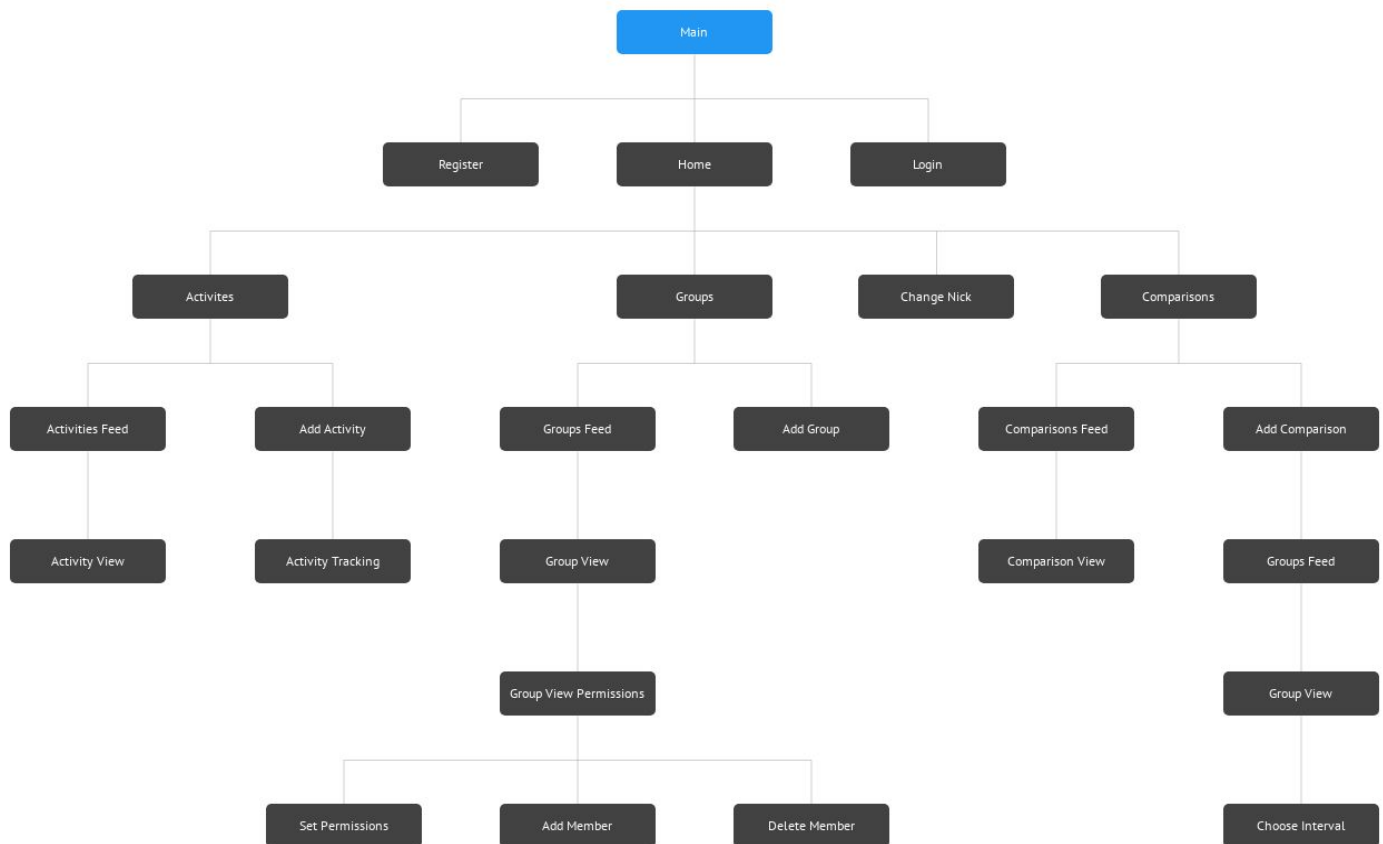 Main
Register
Home
Login
Activites
Groups
Change Nick
Comparisons
Activities Feed
Add Activity
Groups Feed
Add Group
Comparisons Feed
Add Comparison
Activity View
Activity Tracking
Group View
Comparison View
Groups Feed
Group View Permissions
Group View
Set Permissions
Add Member
Delete Member
Choose Interval